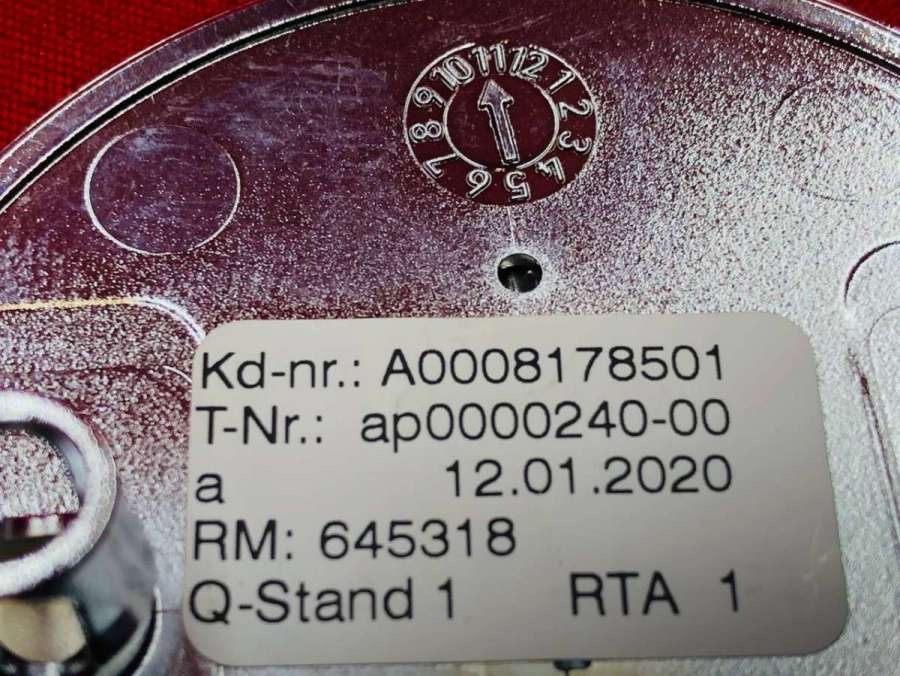 1 2 3 4 5 6 7 8 9 10 11 12
Kd-nr.: A0008178501
T-Nr.: ap0000240-00
a 12.01.2020
RM: 645318
Q-Stand 1 RTA 1